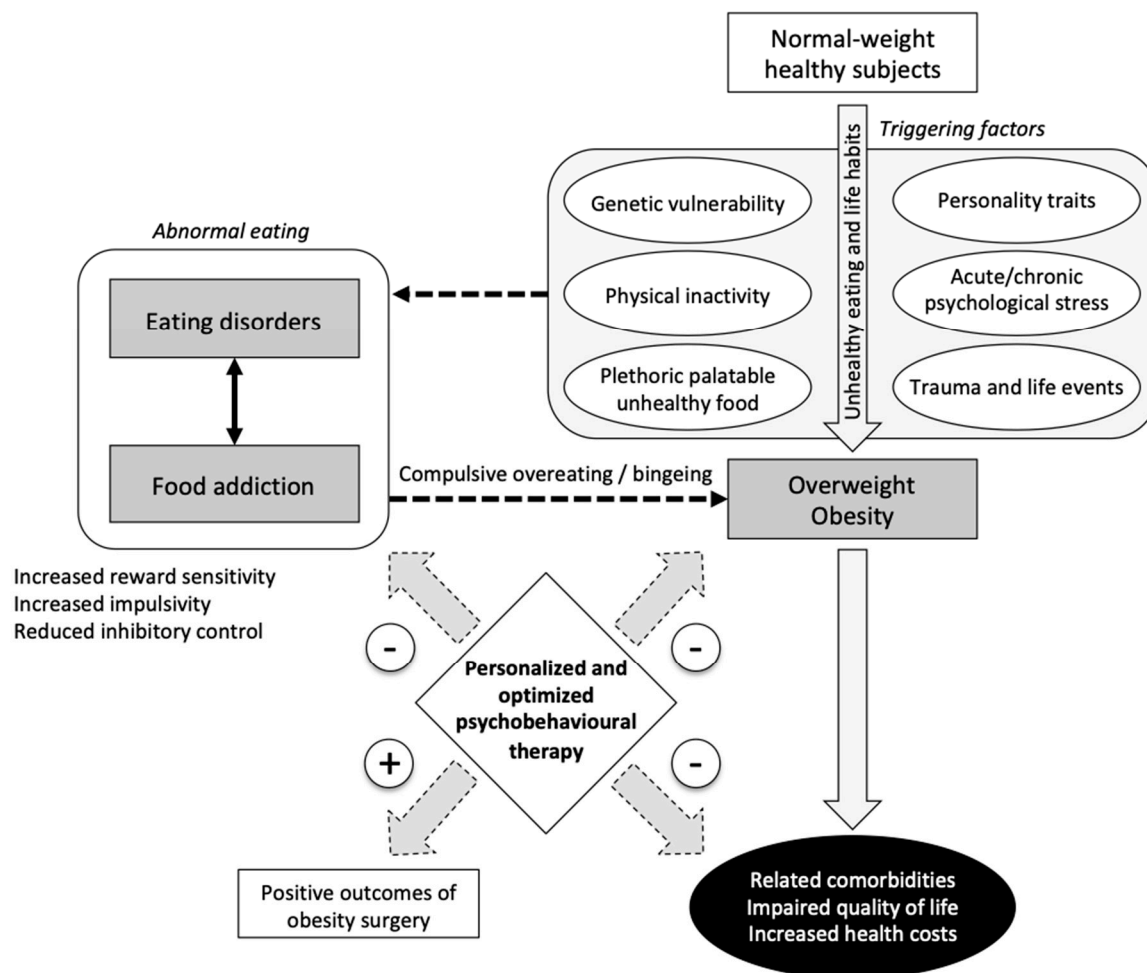 Normal-weight
healthy subjects
Triggering factors
Unhealthy eating and life habits
Genetic vulnerability
Personality traits
Physical inactivity
Acute/chronic
psychological stress
Plethoric palatable
unhealthy food
Trauma and life events
Abnormal eating
Eating disorders
Food addiction
Compulsive overeating / bingeing
Overweight
Obesity
Increased reward sensitivity
Increased impulsivity
Reduced inhibitory control
-
-
Personalized and
optimized
psychobehavioural
therapy
+
-
Positive outcomes of
obesity surgery
Related comorbidities
Impaired quality of life
Increased health costs